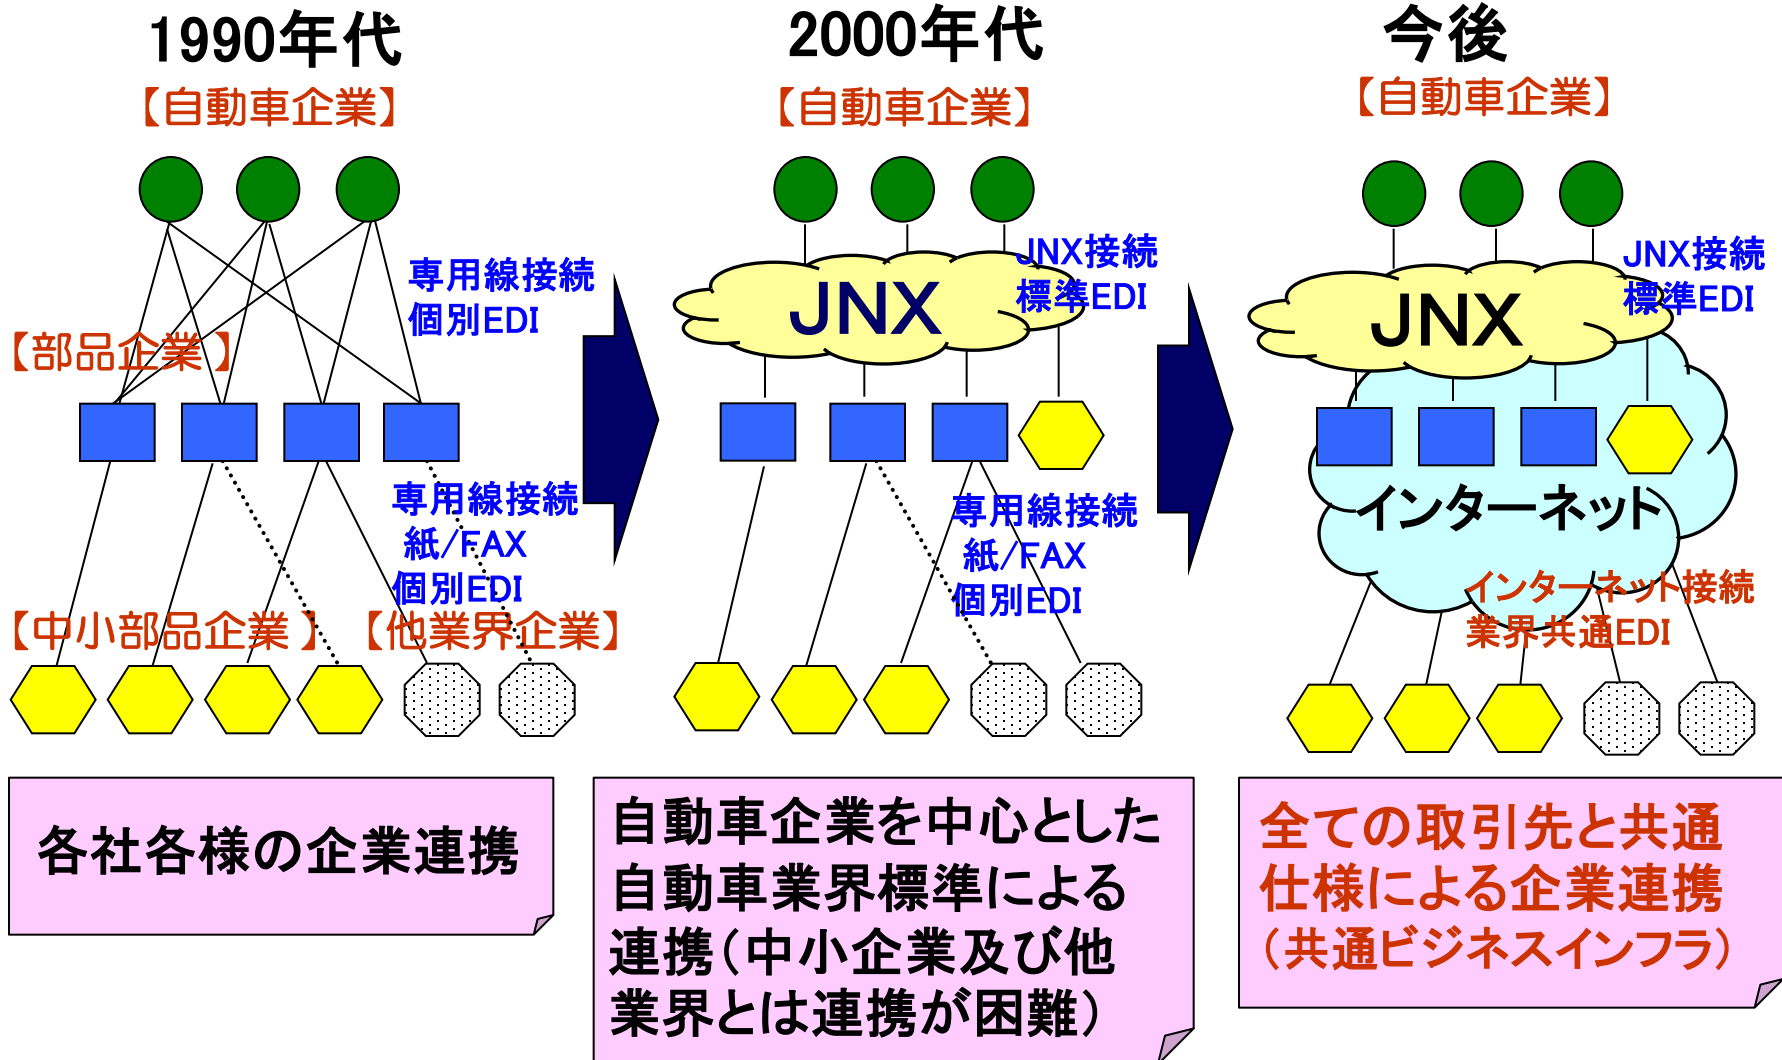 1990年代
【自動車企業】
専用線接続
個別EDI
【部品企業】
専用線接続
紙/FAX
個別EDI
【中小部品企業】
【他業界企業】
各社各様の企業連携
2000年代
【自動車企業】
JNX接続
標準EDI
JNX
専用線接続
紙/FAX
個別EDI
自動車企業を中心とした
自動車業界標準による
連携（中小企業及び他
業界とは連携が困難）
今後
【自動車企業】
JNX接続
標準EDI
JNX
インターネット
インターネット接続
業界共通EDI
全ての取引先と共通
仕様による企業連携
（共通ビジネスインフラ）